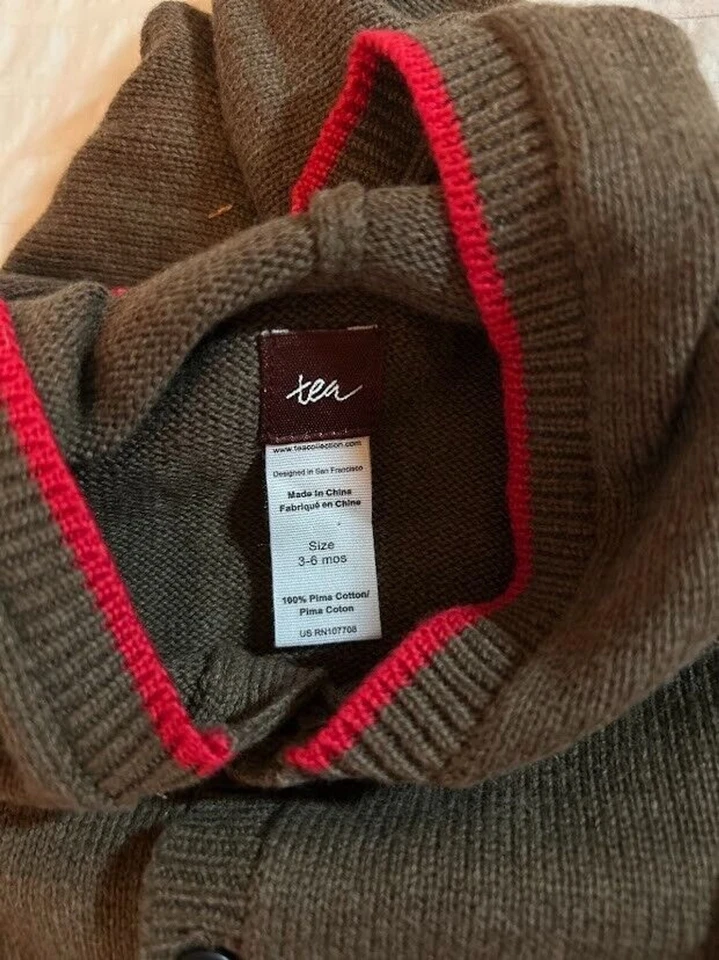 tea
www.teacollection.com
Designed in San Francisco
Made in China
Fabriqué en Chine
Size
3-6 mos
100% Pima Cotton/
Pima Coton
US RN107708